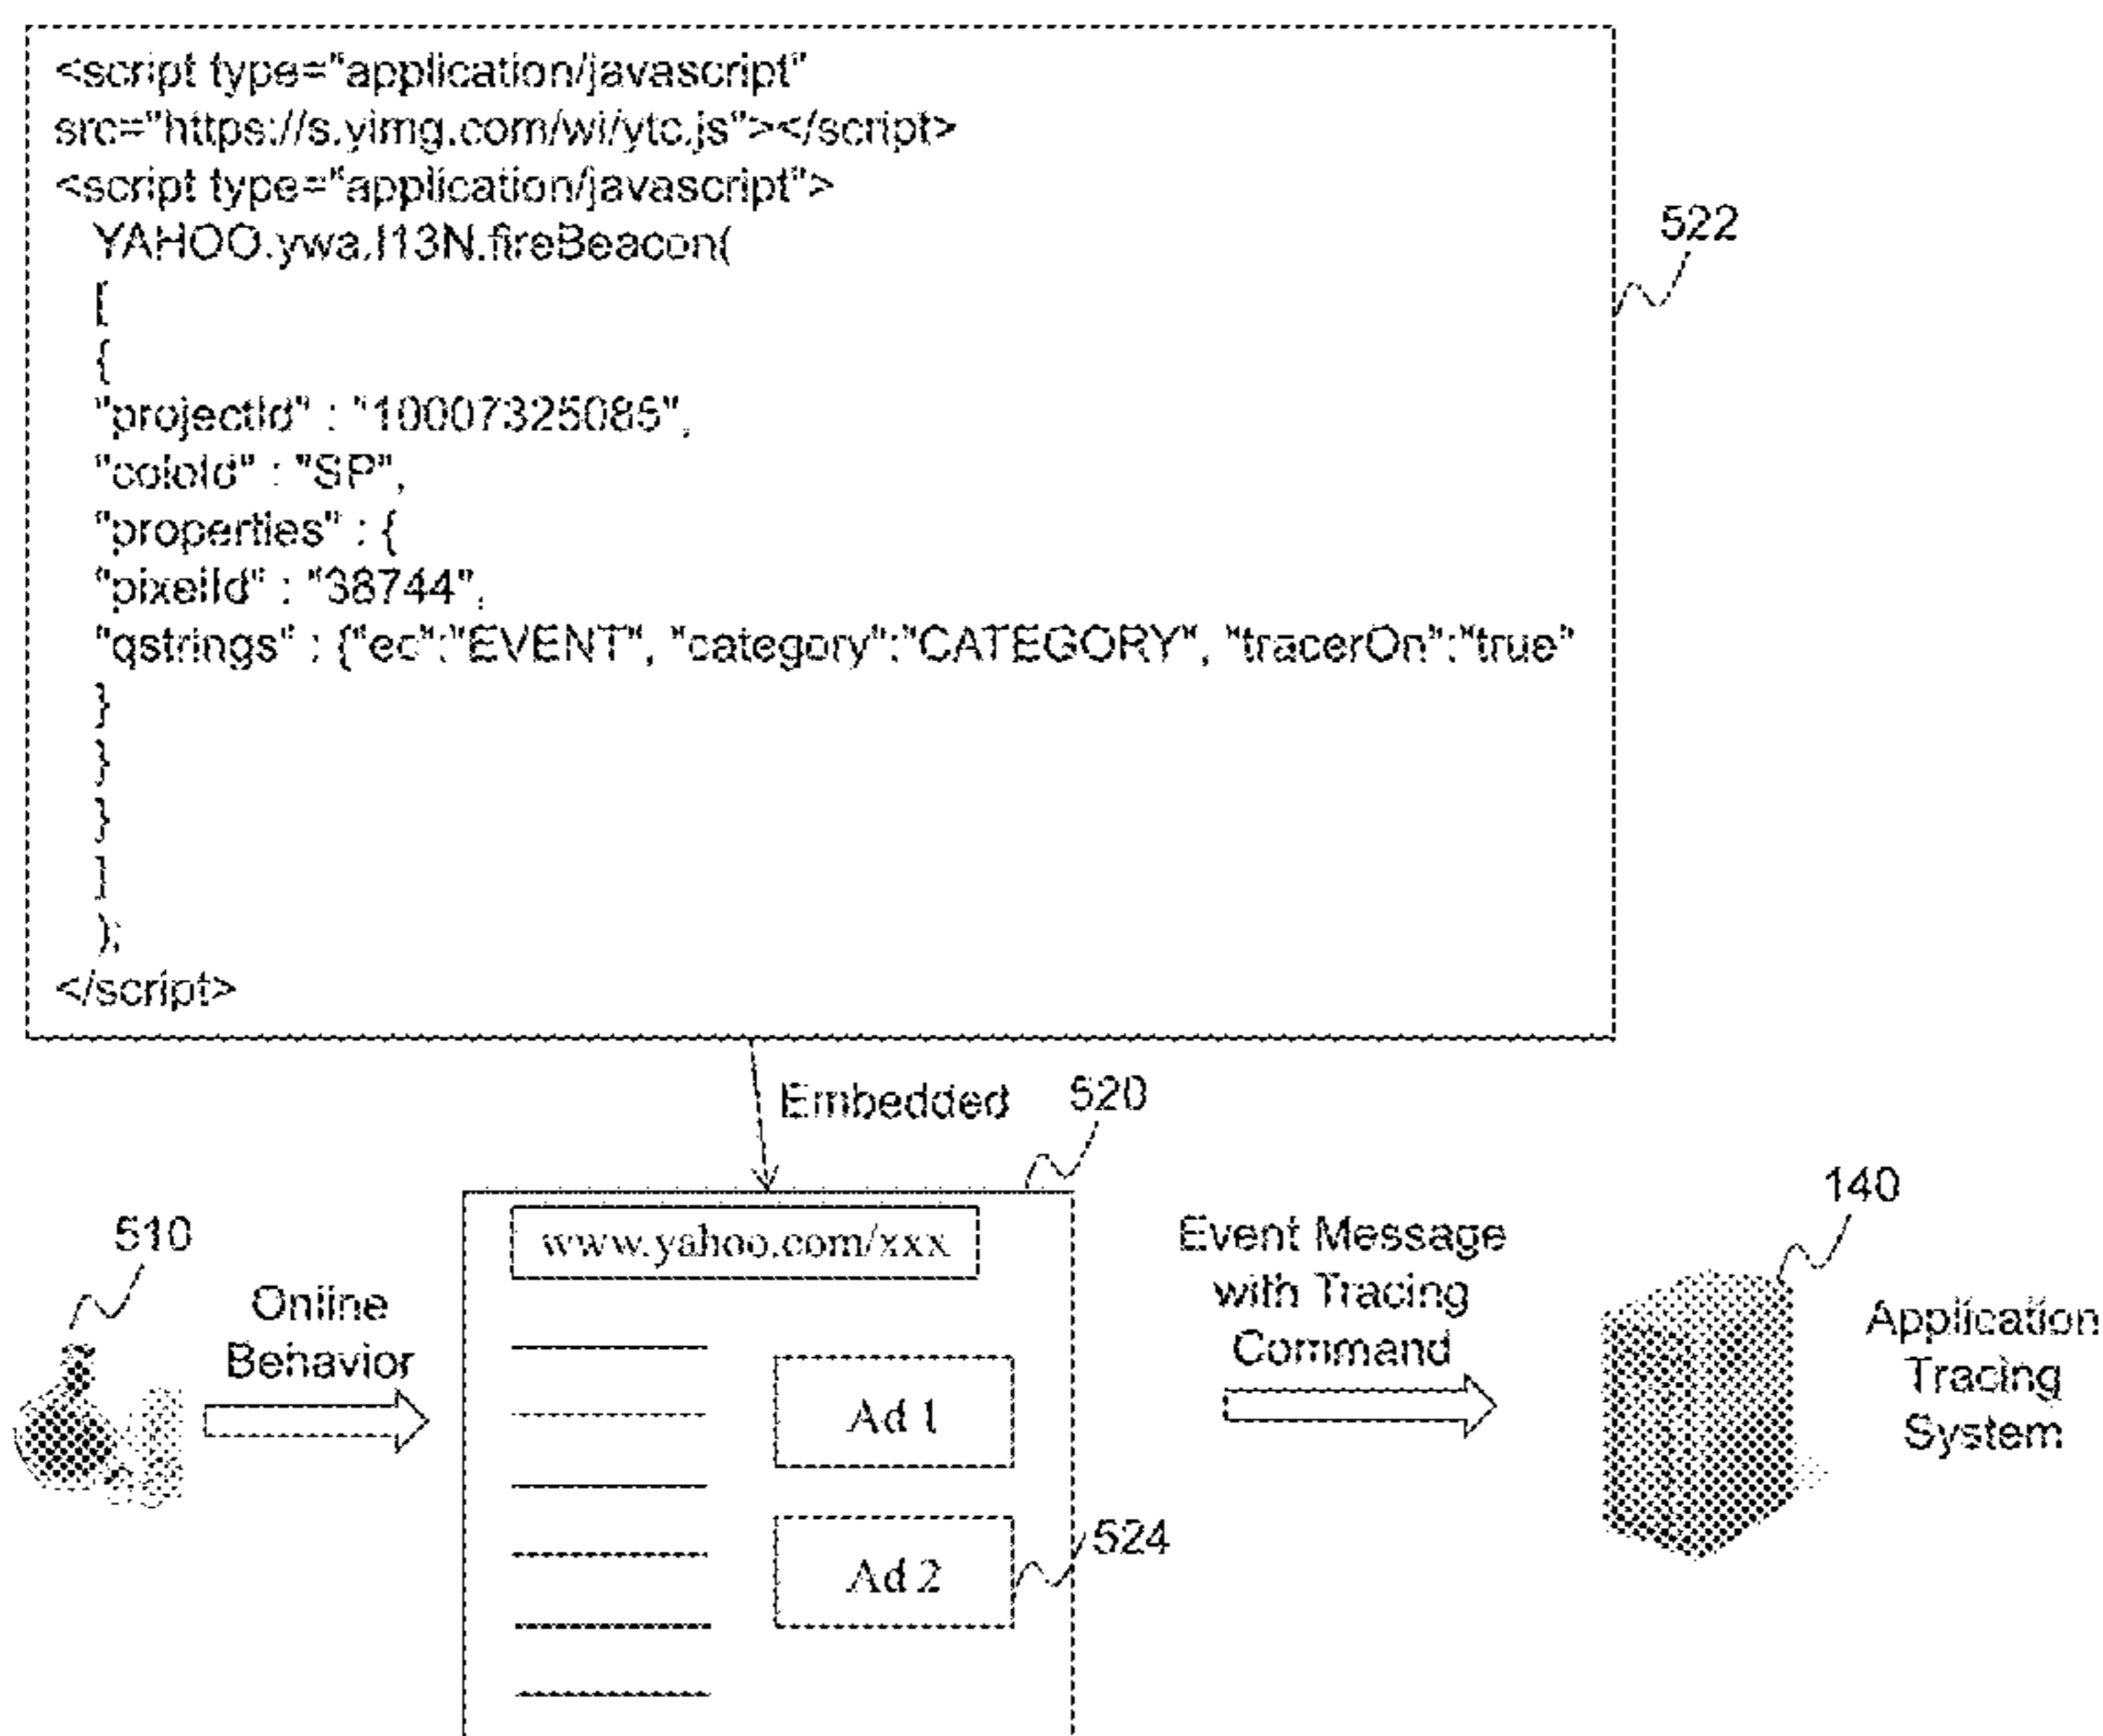 <script type="application/javascript"
src="https://s.yimg.com/wi/ytc.js"></script>
<script type="application/javascript">
YAHOO.ywa.I13N.fireBeacon(
[
{
"projectId" : "10007325085",
"coloId" : "SP",
"properties" : {
"pixelId" : "38744",
"qstrings" : {"ec":"EVENT", "category":"CATEGORY", "tracerOn":"true"
}
}
}
]
);
</script>
522
Embedded
520
510
Online
Behavior
www.yahoo.com/xxx
Ad 1
Ad 2
524
Event Message
with Tracing
Command
140
Application
Tracing
System